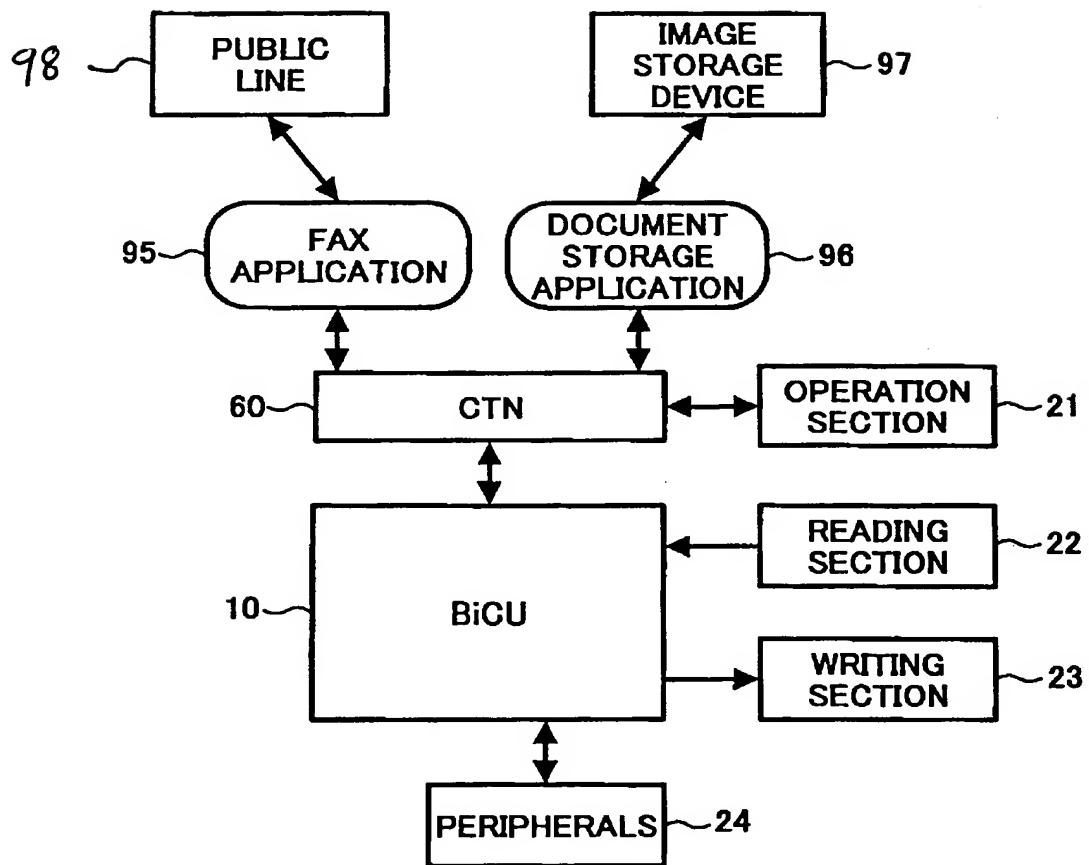 98
PUBLIC
LINE
IMAGE
STORAGE
DEVICE
97
95
FAX
APPLICATION
DOCUMENT
STORAGE
APPLICATION
96
60
CTN
OPERATION
SECTION
21
10
BiCU
READING
SECTION
22
WRITING
SECTION
23
PERIPHERALS
24